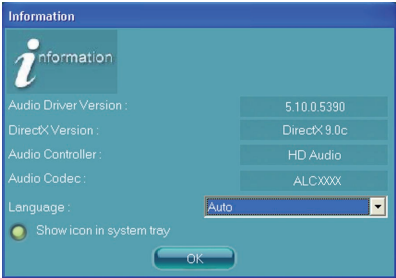 Information
information
Audio Driver Version : 5.10.0.5390
DirectX Version : DirectX 9.0c
Audio Controller : HD Audio
Audio Codec : ALCXXXX
Language : Auto
Show icon in system tray
OK